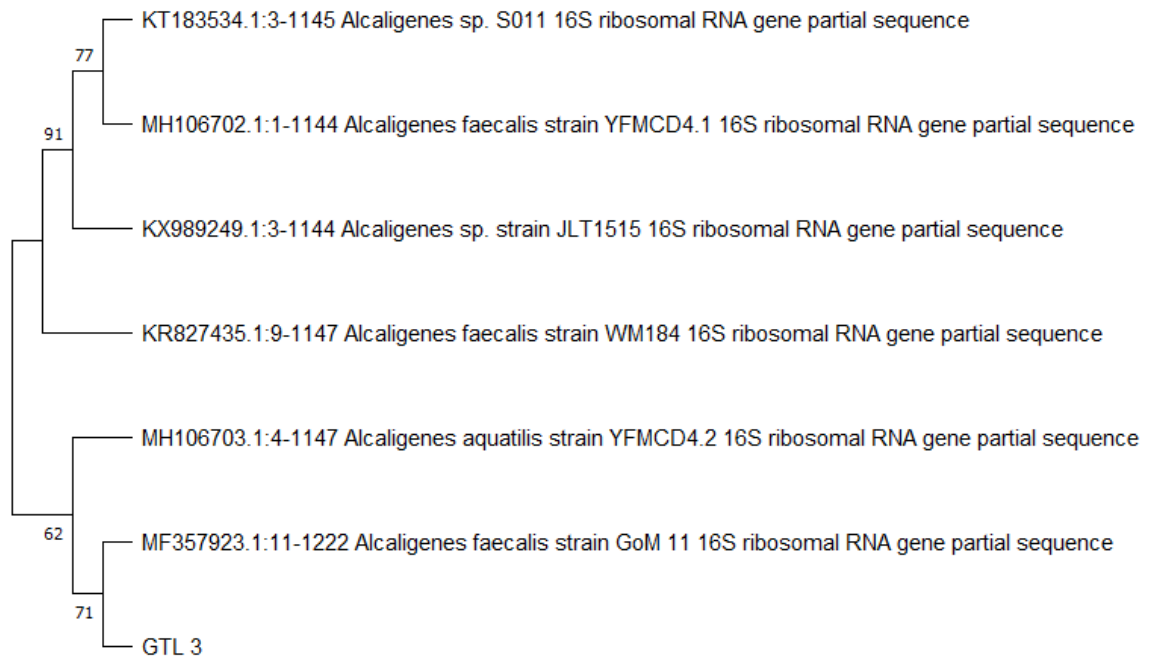 KT183534.1:3-1145 Alcaligenes sp. S011 16S ribosomal RNA gene partial sequence
77
MH106702.1:1-1144 Alcaligenes faecalis strain YFMCD4.1 16S ribosomal RNA gene partial sequence
91
KX989249.1:3-1144 Alcaligenes sp. strain JLT1515 16S ribosomal RNA gene partial sequence
KR827435.1:9-1147 Alcaligenes faecalis strain WM184 16S ribosomal RNA gene partial sequence
MH106703.1:4-1147 Alcaligenes aquatilis strain YFMCD4.2 16S ribosomal RNA gene partial sequence
62
MF357923.1:11-1222 Alcaligenes faecalis strain GoM 11 16S ribosomal RNA gene partial sequence
71
GTL 3